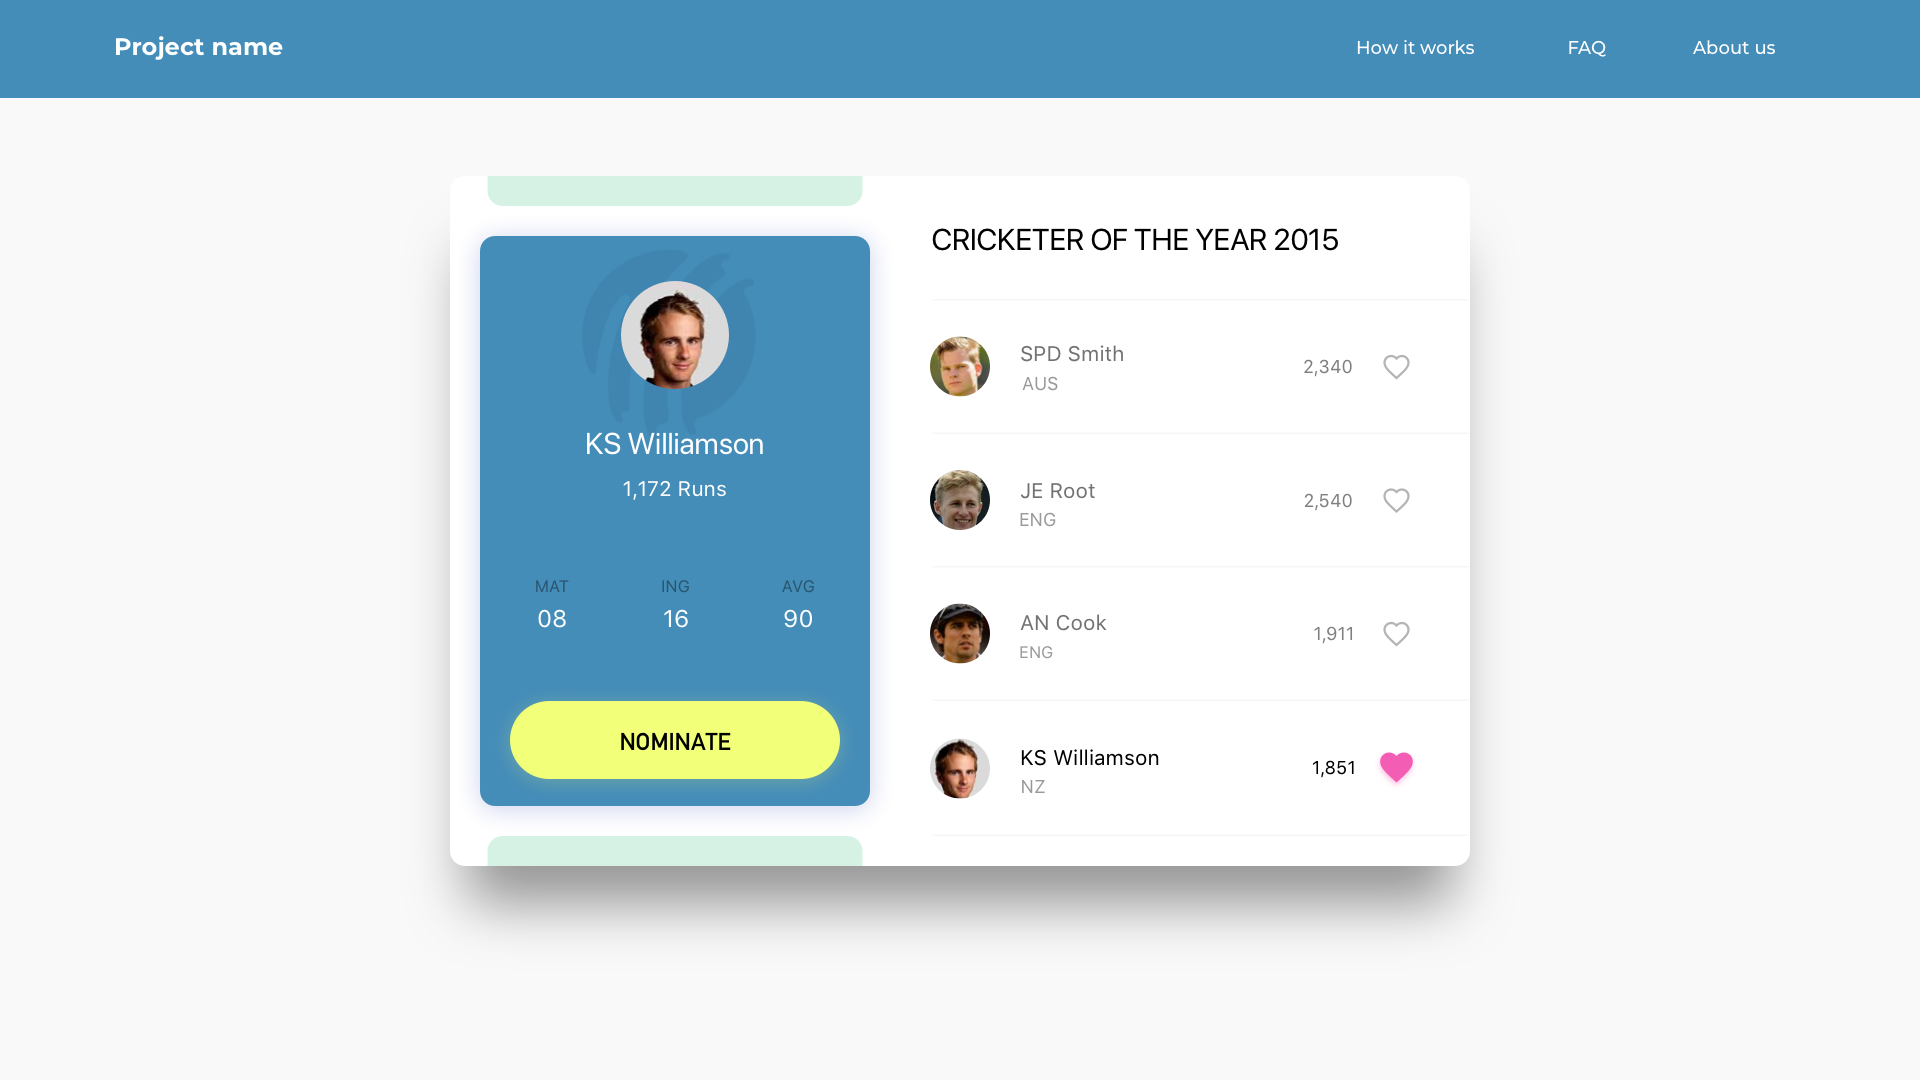 Project name
How it works
FAQ
About us
KS Williamson
1,172 Runs
MAT
ING
AVG
08
16
90
NOMINATE
CRICKETER OF THE YEAR 2015
SPD Smith
AUS
2,340
JE Root
ENG
2,540
AN Cook
ENG
1,911
KS Williamson
NZ
1,851